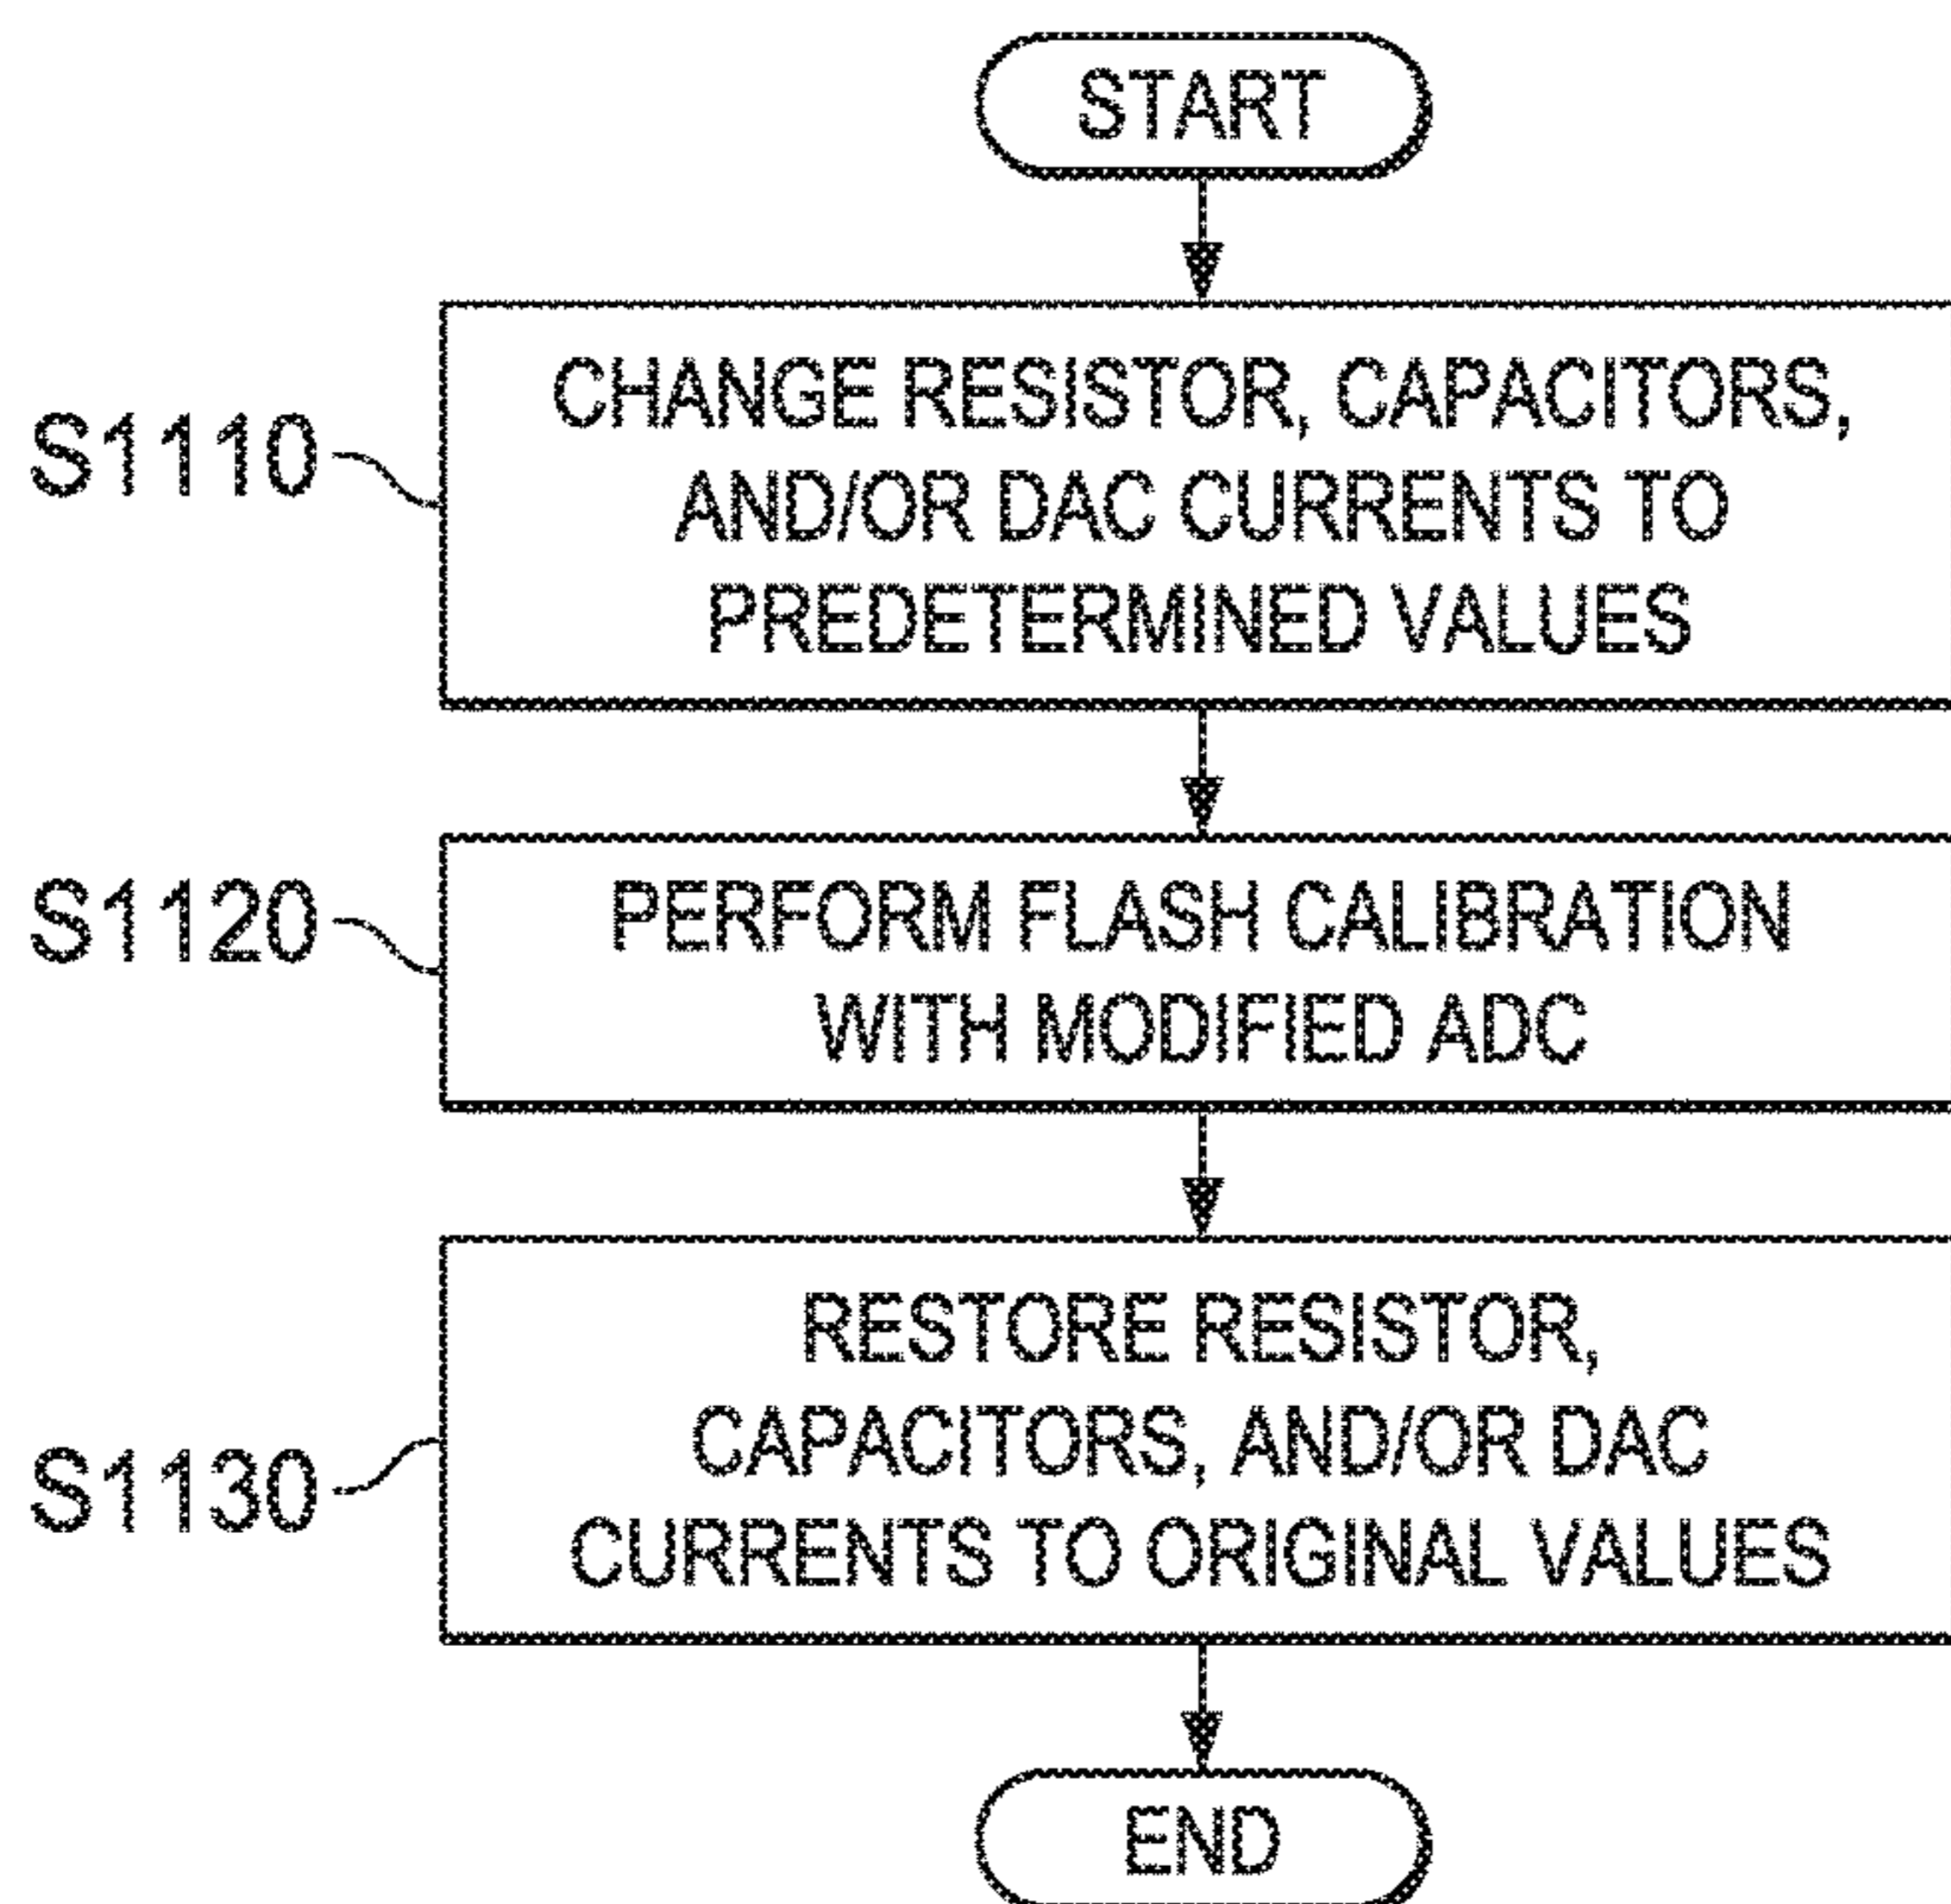 START
S1110
CHANGE RESISTOR, CAPACITORS,
AND/OR DAC CURRENTS TO
PREDETERMINED VALUES
S1120
PERFORM FLASH CALIBRATION
WITH MODIFIED ADC
S1130
RESTORE RESISTOR,
CAPACITORS, AND/OR DAC
CURRENTS TO ORIGINAL VALUES
END